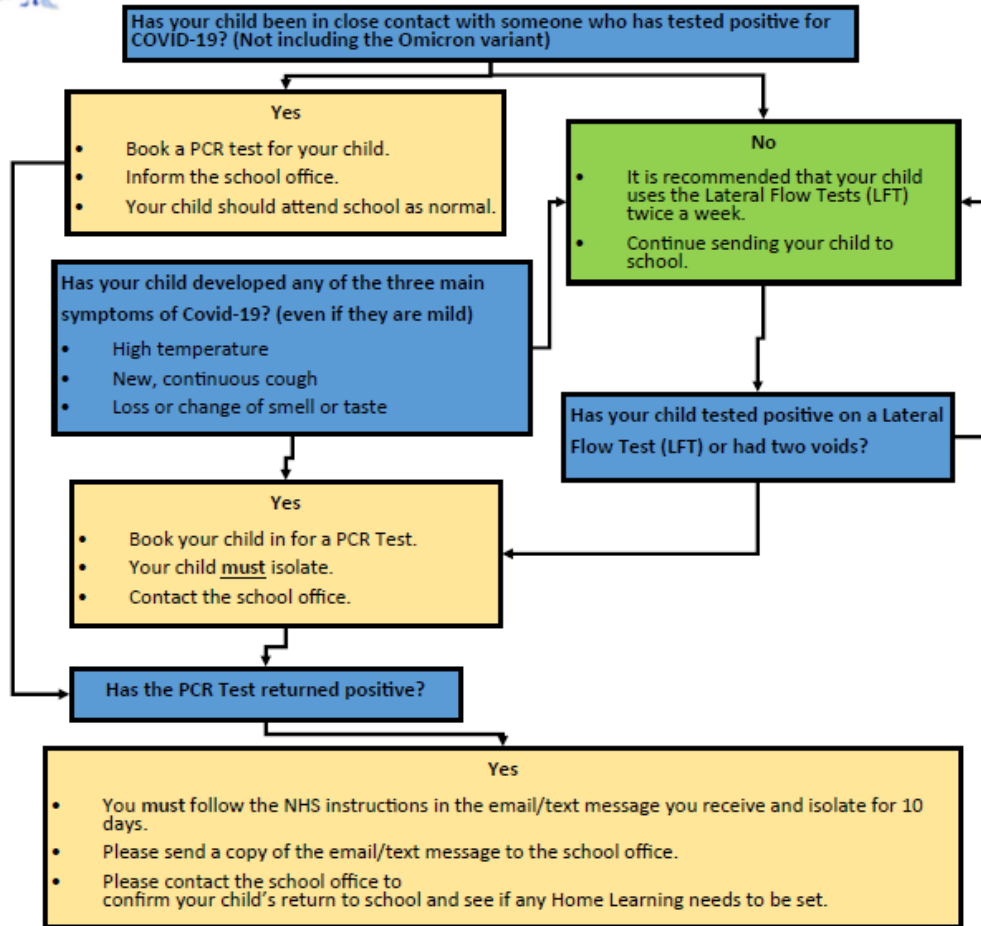 Has your child been in close contact with someone who has tested positive for
COVID-19? (Not including the Omicron variant)
Yes
• Book a PCR test for your child.
• Inform the school office.
• Your child should attend school as normal.
No
• It is recommended that your child
uses the Lateral Flow Tests (LFT)
twice a week.
• Continue sending your child to
school.
Has your child developed any of the three main
symptoms of Covid-19? (even if they are mild)
• High temperature
• New, continuous cough
• Loss or change of smell or taste
Has your child tested positive on a Lateral
Flow Test (LFT) or had two voids?
Yes
• Book your child in for a PCR Test.
• Your child must isolate.
• Contact the school office.
Has the PCR Test returned positive?
Yes
• You must follow the NHS instructions in the email/text message you receive and isolate for 10
days.
• Please send a copy of the email/text message to the school office.
• Please contact the school office to
confirm your child's return to school and see if any Home Learning needs to be set.